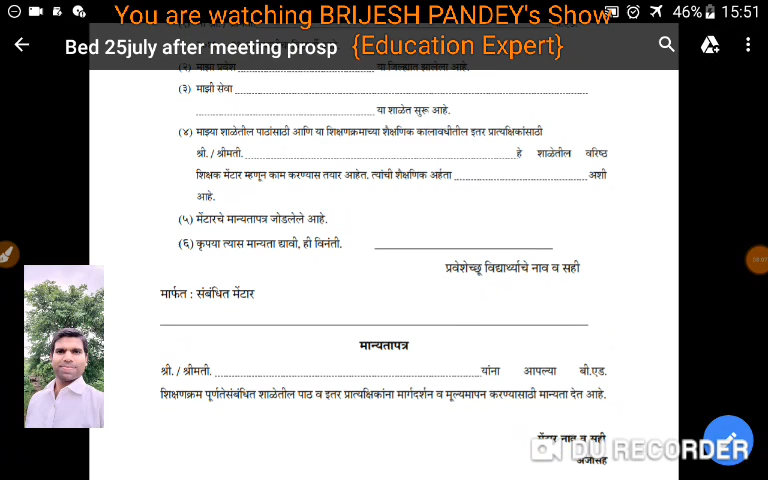 You are watching BRIJESH PANDEY's Show
46% 15:51
Bed 25july after meeting prosp {Education Expert}
(२) माझा प्रवेश या जिल्ह्यात झालेला आहे.
(३) माझी सेवा
या शाळेत सुरू आहे.
(४) माझ्या शाळेतील पाठांसाठी आणि या शिक्षणक्रमाच्या शैक्षणिक कालावधीतील इतर प्रात्यक्षिकांसाठी
श्री. / श्रीमती. हे शाळेतील वरिष्ठ
शिक्षक मेंटार म्हणून काम करण्यास तयार आहेत. त्यांची शैक्षणिक अर्हता अशी
आहे.
(५) मेंटारचे मान्यतापत्र जोडलेले आहे.
(६) कृपया त्यास मान्यता द्यावी, ही विनंती.
प्रवेशेच्छू विद्यार्थ्याचे नाव व सही
मार्फत : संबंधित मेंटार
मान्यतापत्र
श्री. / श्रीमती. यांना आपल्या बी.एड.
शिक्षणक्रम पूर्णतेसंबंधित शाळेतील पाठ व इतर प्रात्यक्षिकांना मार्गदर्शन व मूल्यमापन करण्यासाठी मान्यता देत आहे.
मेंटार नाव व सही
DU RECORDER